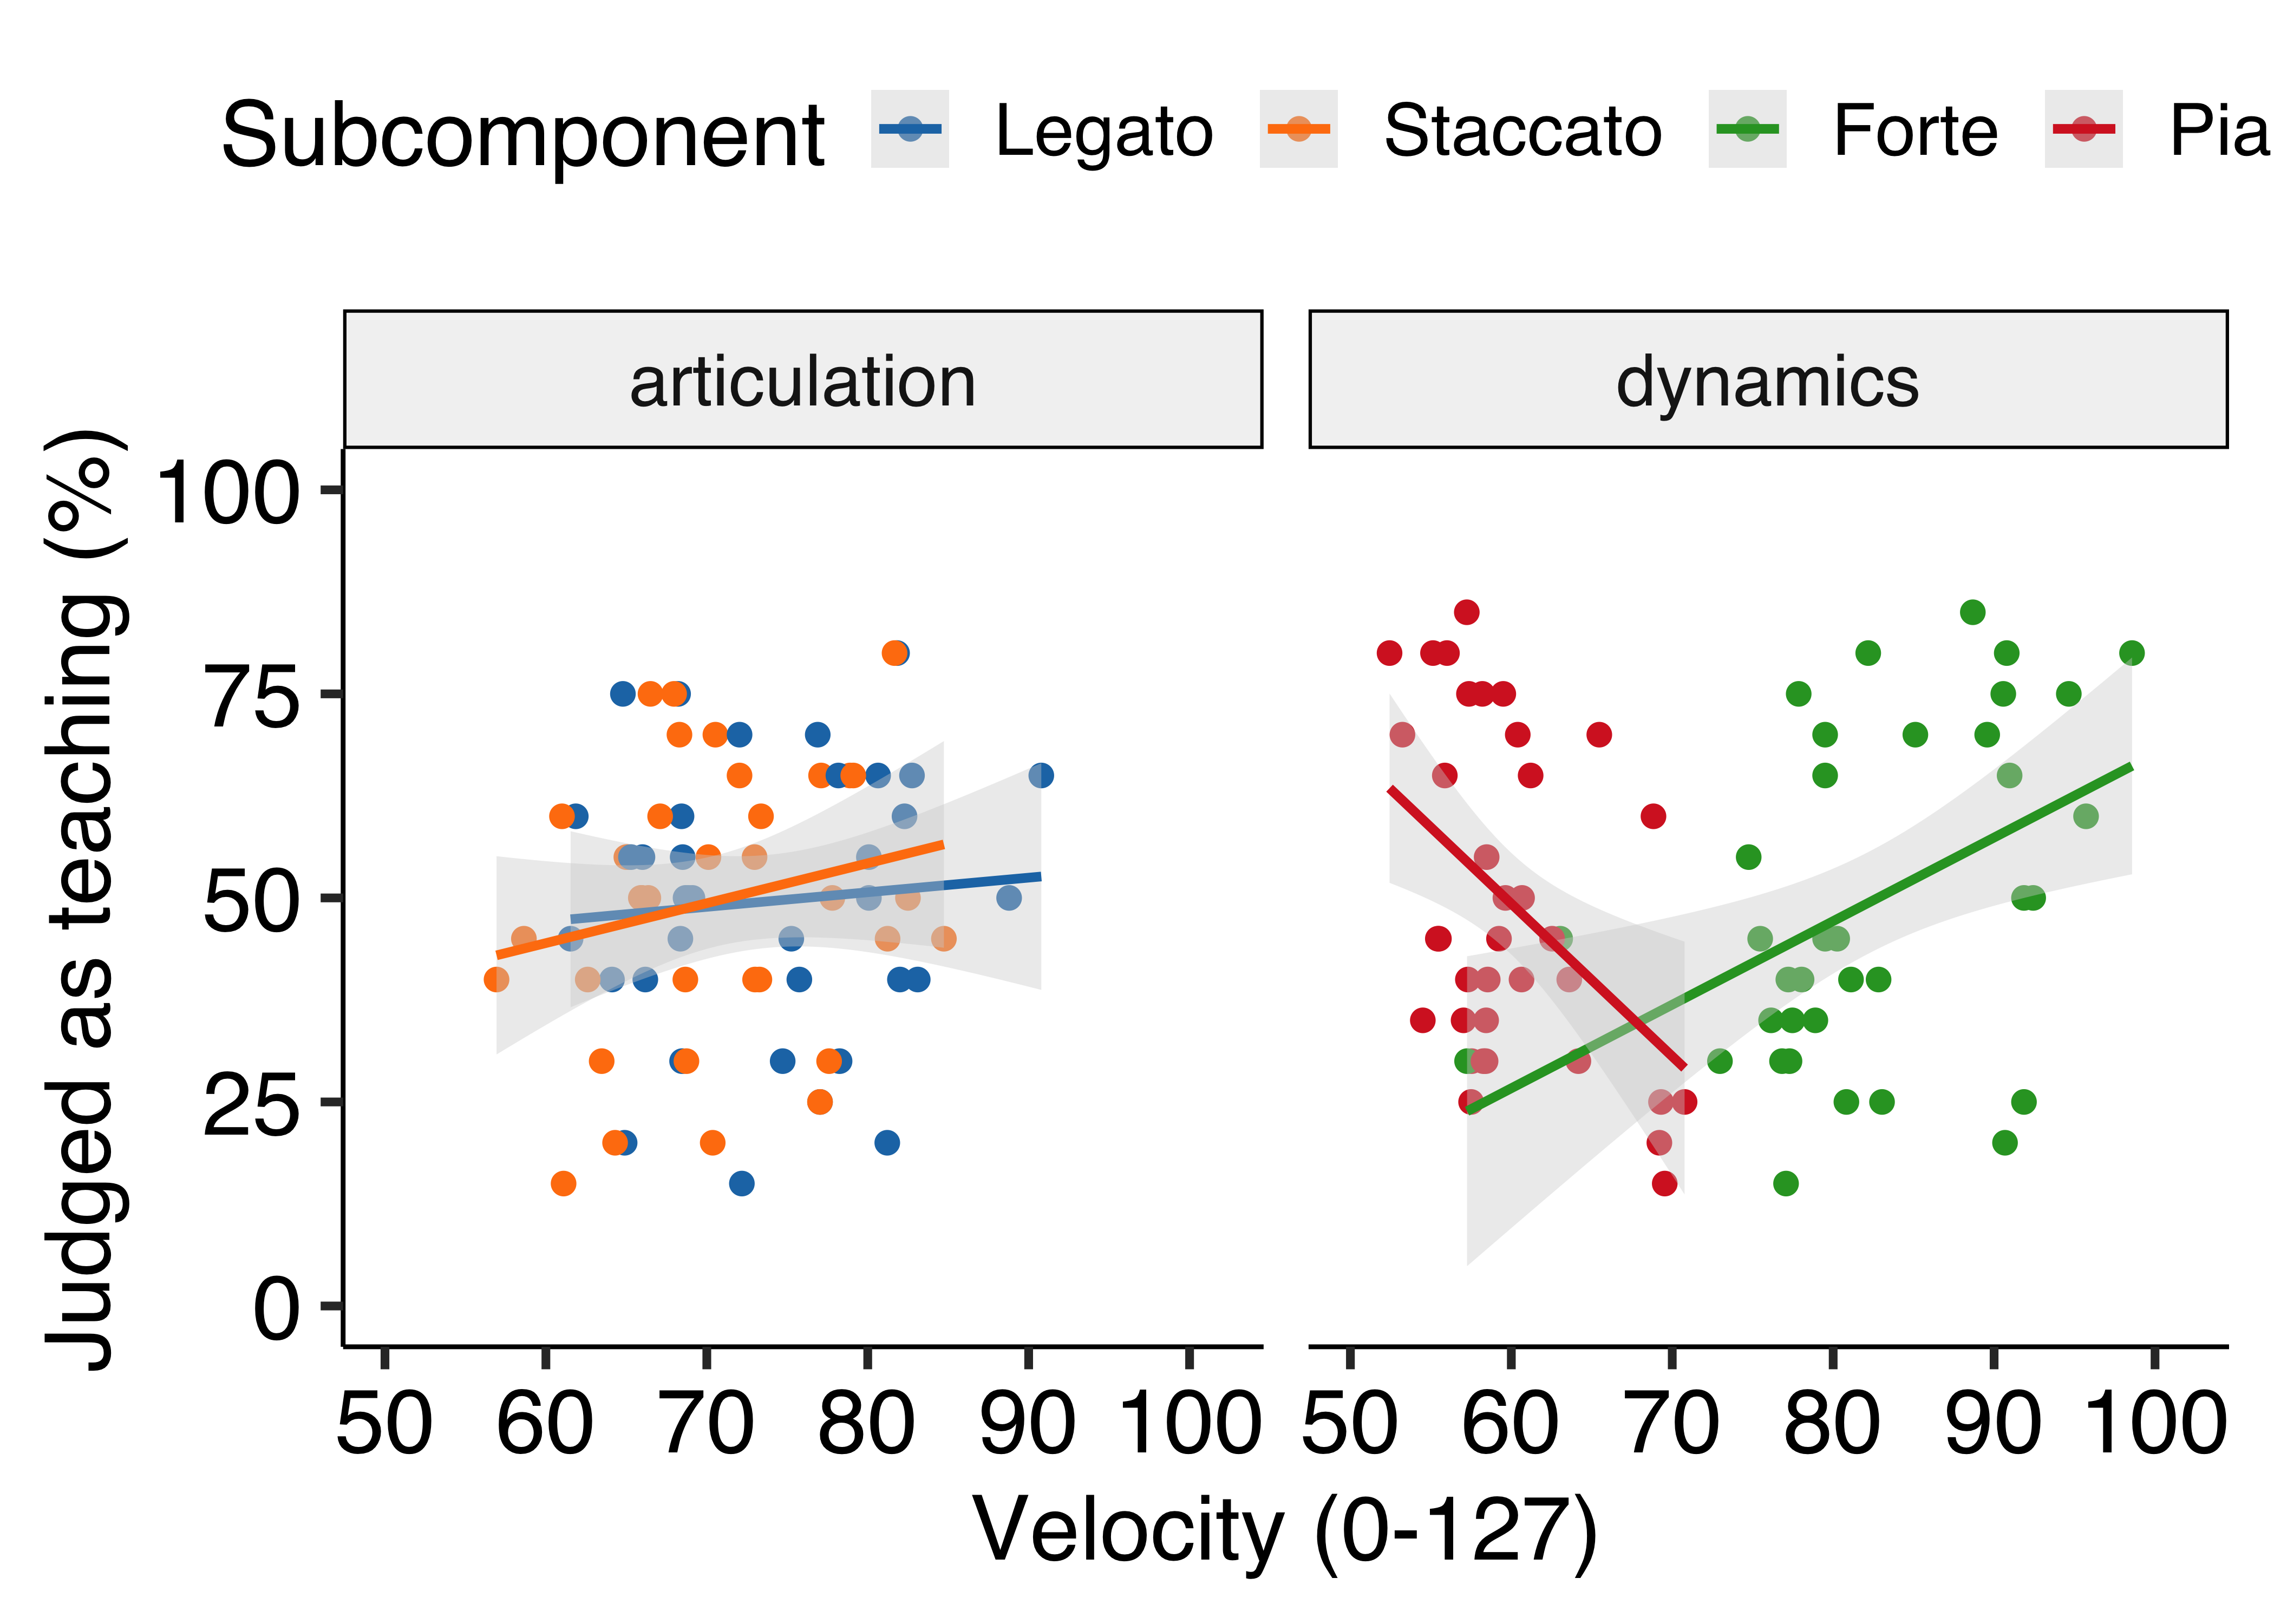 Subcomponent Legato Staccato Forte Pia
articulation dynamics
Judged as teaching (%)
100
75
50
25
0
50 60 70 80 90 100 50 60 70 80 90 100
Velocity (0-127)